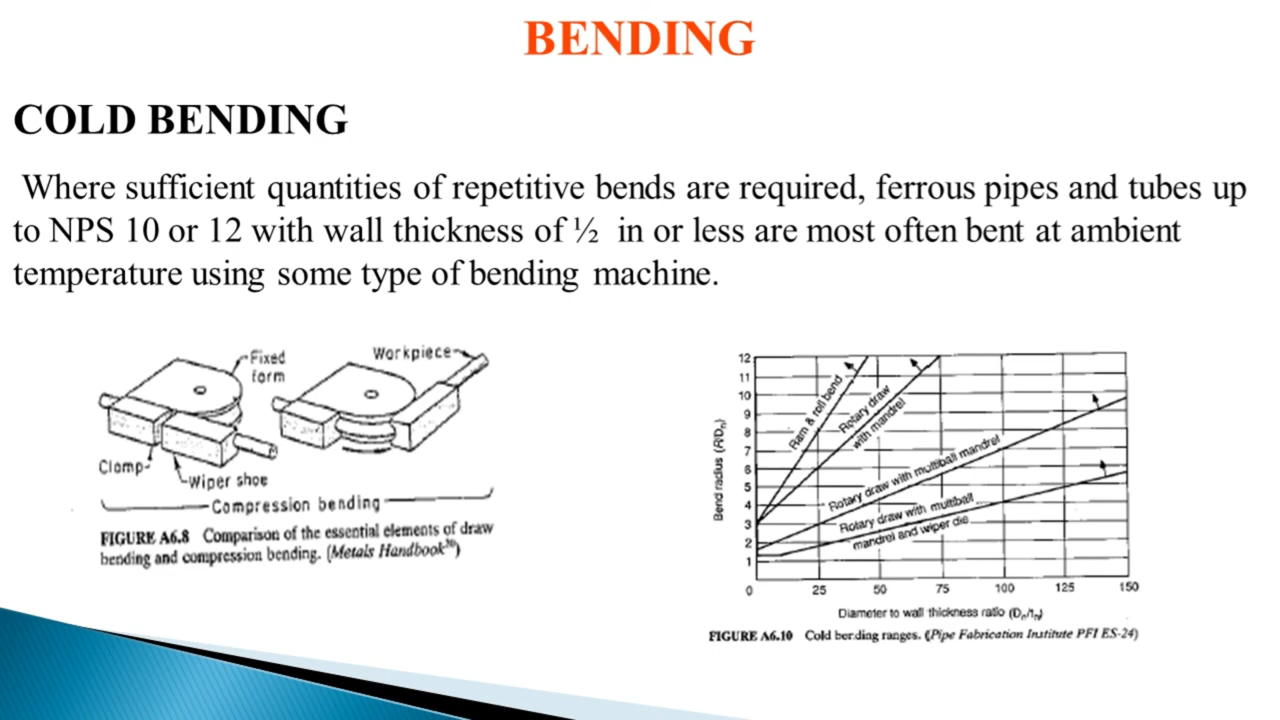 BENDING
COLD BENDING
Where sufficient quantities of repetitive bends are required, ferrous pipes and tubes up
to NPS 10 or 12 with wall thickness of ½ in or less are most often bent at ambient
temperature using some type of bending machine.
Fixed
form
Workpiece
Clamp
Wiper shoe
Compression bending
FIGURE A6.8 Comparison of the essential elements of draw
bending and compression bending. (Metals Handbook)
12
11
10
9
8
7
6
5
4
3
2
1
Bend radius (R/Dn)
Ram & roll bend
Rotary draw
with mandrel
Rotary draw with multiball mandrel
Rotary draw with multiball
mandrel and wiper die
0 25 50 75 100 125 150
Diameter to wall thickness ratio (Dn/tn)
FIGURE A6.10 Cold bending ranges. (Pipe Fabrication Institute PFI ES-24)